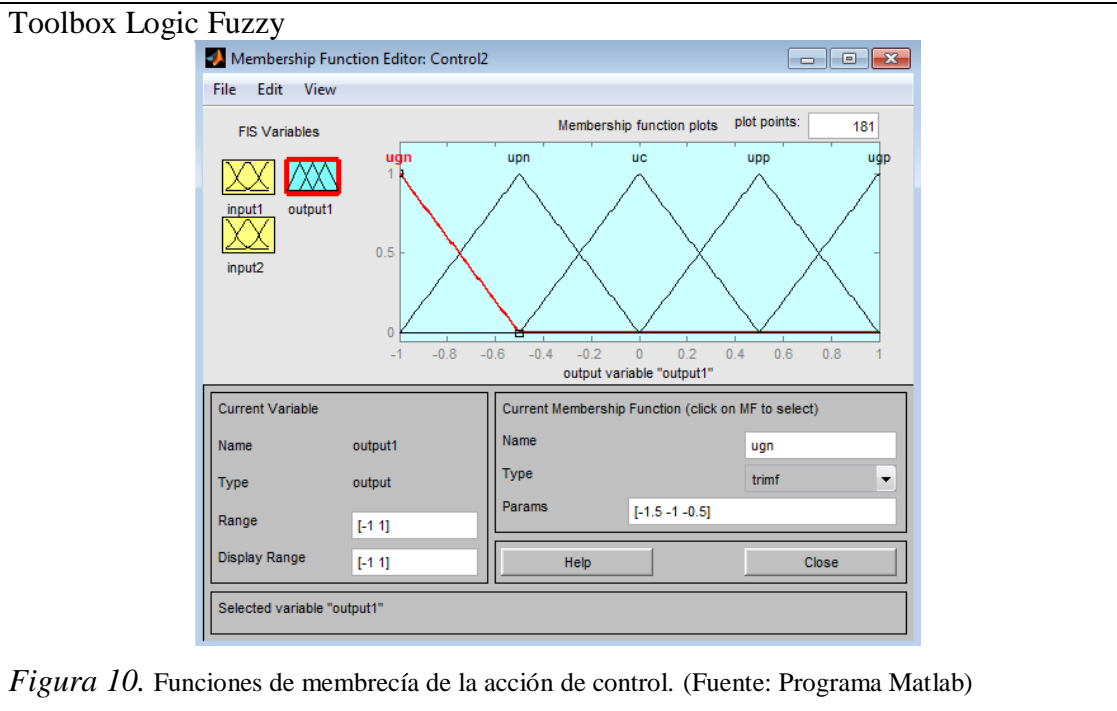 Toolbox Logic Fuzzy
Membership Function Editor: Control2
File Edit View
FIS Variables
Membership function plots plot points: 181
input1 output1
input2
ugn upn uc upp ugp
1
0.5
0
-1 -0.8 -0.6 -0.4 -0.2 0 0.2 0.4 0.6 0.8 1
output variable "output1"
Current Variable
Name output1
Type output
Range [-1 1]
Display Range [-1 1]
Current Membership Function (click on MF to select)
Name ugn
Type trimf
Params [-1.5 -1 -0.5]
Help Close
Selected variable "output1"
Figura 10. Funciones de membrecía de la acción de control. (Fuente: Programa Matlab)